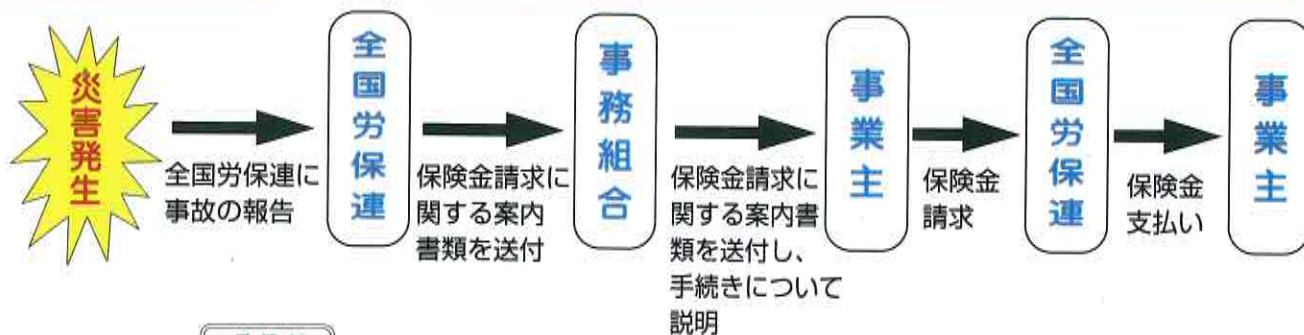 災害発生
全国労保連に
事故の報告
全国労保連
保険金請求に
関する案内
書類を送付
事務組合
保険金請求に
関する案内書
類を送付し、
手続きについて
説明
事業主
保険金
請求
全国労保連
保険金
支払い
事業主